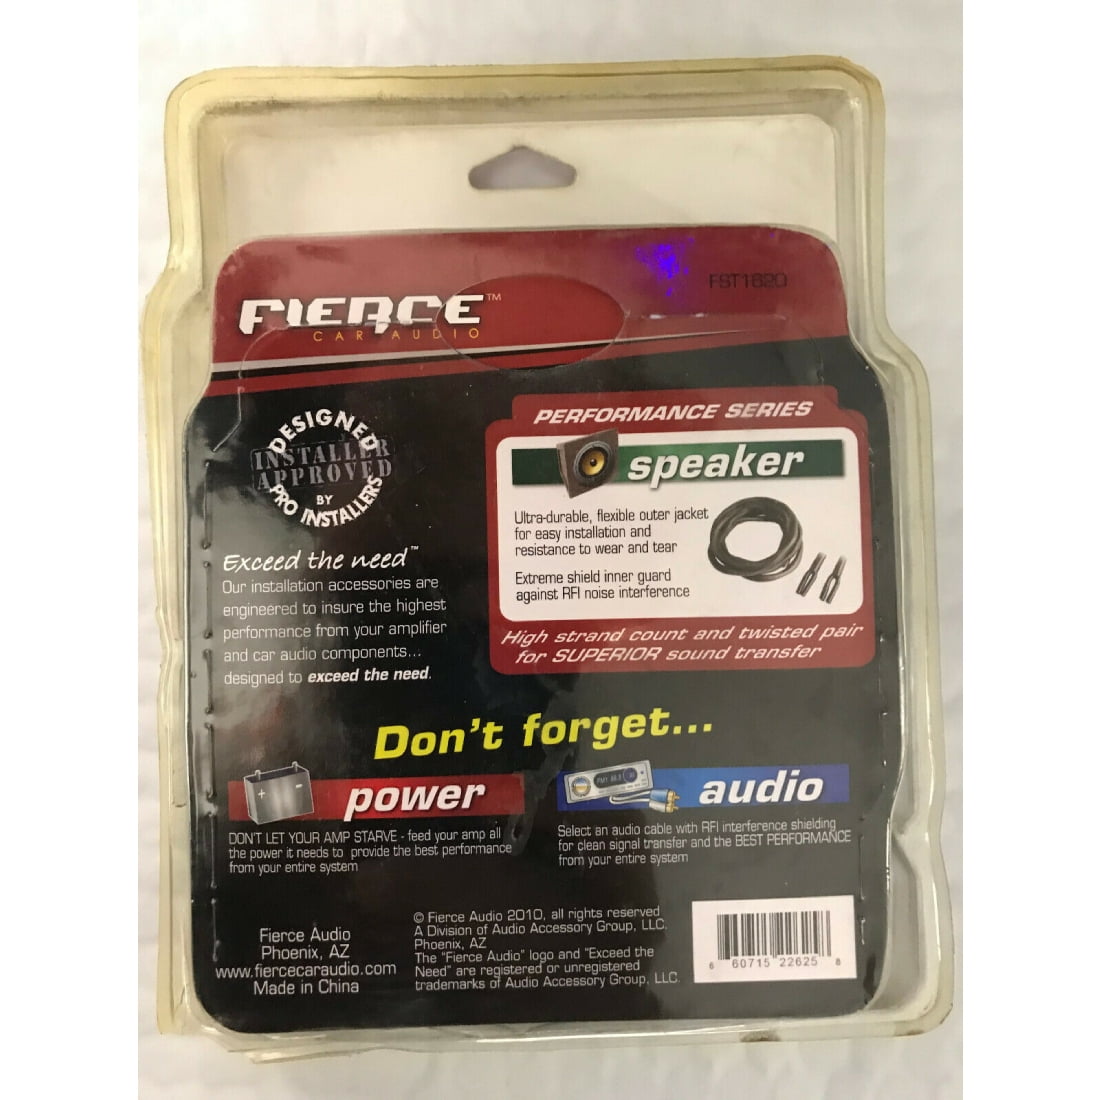 FIERCE™
CAR AUDIO
FST1620
DESIGNED
INSTALLER
APPROVED
BY
PRO INSTALLERS
Exceed the need™
Our installation accessories are
engineered to insure the highest
performance from your amplifier
and car audio components...
designed to exceed the need.
PERFORMANCE SERIES
speaker
Ultra-durable, flexible outer jacket
for easy installation and
resistance to wear and tear
Extreme shield inner guard
against RFI noise interference
High strand count and twisted pair
for SUPERIOR sound transfer
Don't forget...
power
DON'T LET YOUR AMP STARVE - feed your amp all
the power it needs to provide the best performance
from your entire system
audio
Select an audio cable with RFI interference shielding
for clean signal transfer and the BEST PERFORMANCE
from your entire system
Fierce Audio
Phoenix, AZ
www.fiercecaraudio.com
Made in China
© Fierce Audio 2010, all rights reserved
A Division of Audio Accessory Group, LLC.
Phoenix, AZ
The "Fierce Audio" logo and "Exceed the
Need" are registered or unregistered
trademarks of Audio Accessory Group, LLC.
6 60715 22625 8